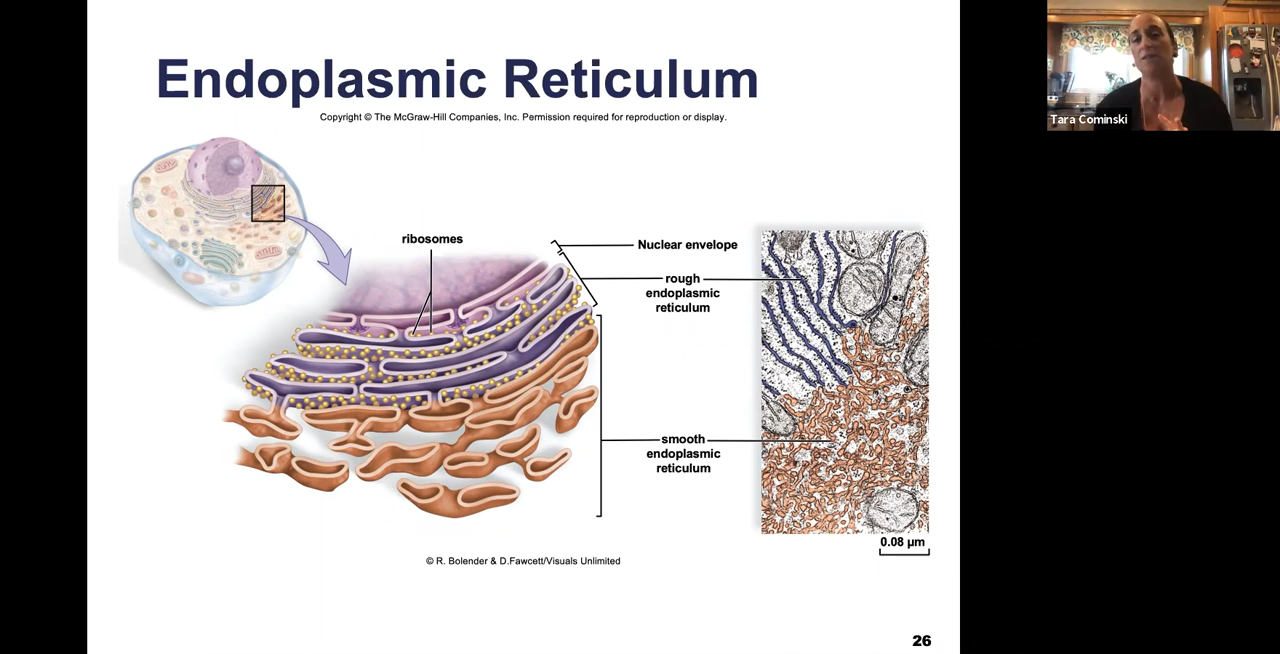 Endoplasmic Reticulum
Copyright © The McGraw-Hill Companies, Inc. Permission required for reproduction or display.
Tara Cominski
ribosomes
Nuclear envelope
rough
endoplasmic
reticulum
smooth
endoplasmic
reticulum
0.08 µm
© R. Bolender & D.Fawcett/Visuals Unlimited
26